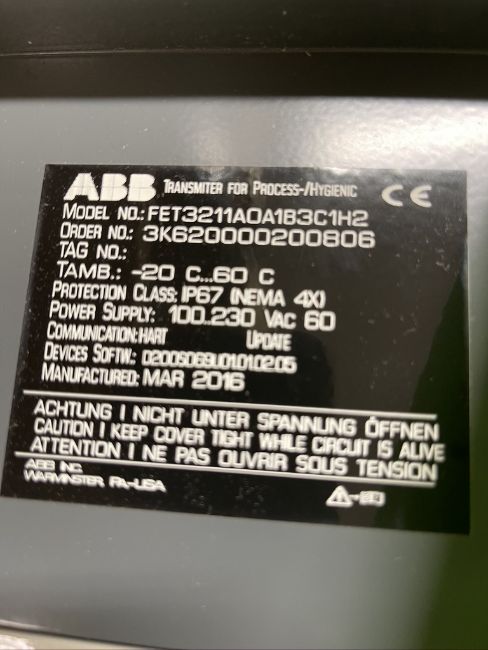 ABB TRANSMITER FOR PROCESS-/HYGIENIC CE
MODEL NO.: FET3211A0A1B3C1H2
ORDER NO.: 3K620000200806
TAG NO.:
TAMB.: -20 C...60 C
PROTECTION CLASS: IP67 (NEMA 4X)
POWER SUPPLY: 100..230 VAC 60
COMMUNICATION: HART UPDATE
DEVICES SOFTW.: D200S069U01.01.02.05
MANUFACTURED: MAR 2016
ACHTUNG ! NICHT UNTER SPANNUNG ÖFFNEN
CAUTION ! KEEP COVER TIGHT WHILE CIRCUIT IS ALIVE
ATTENTION ! NE PAS OUVRIR SOUS TENSION
ABB INC.
WARMINSTER, PA-USA